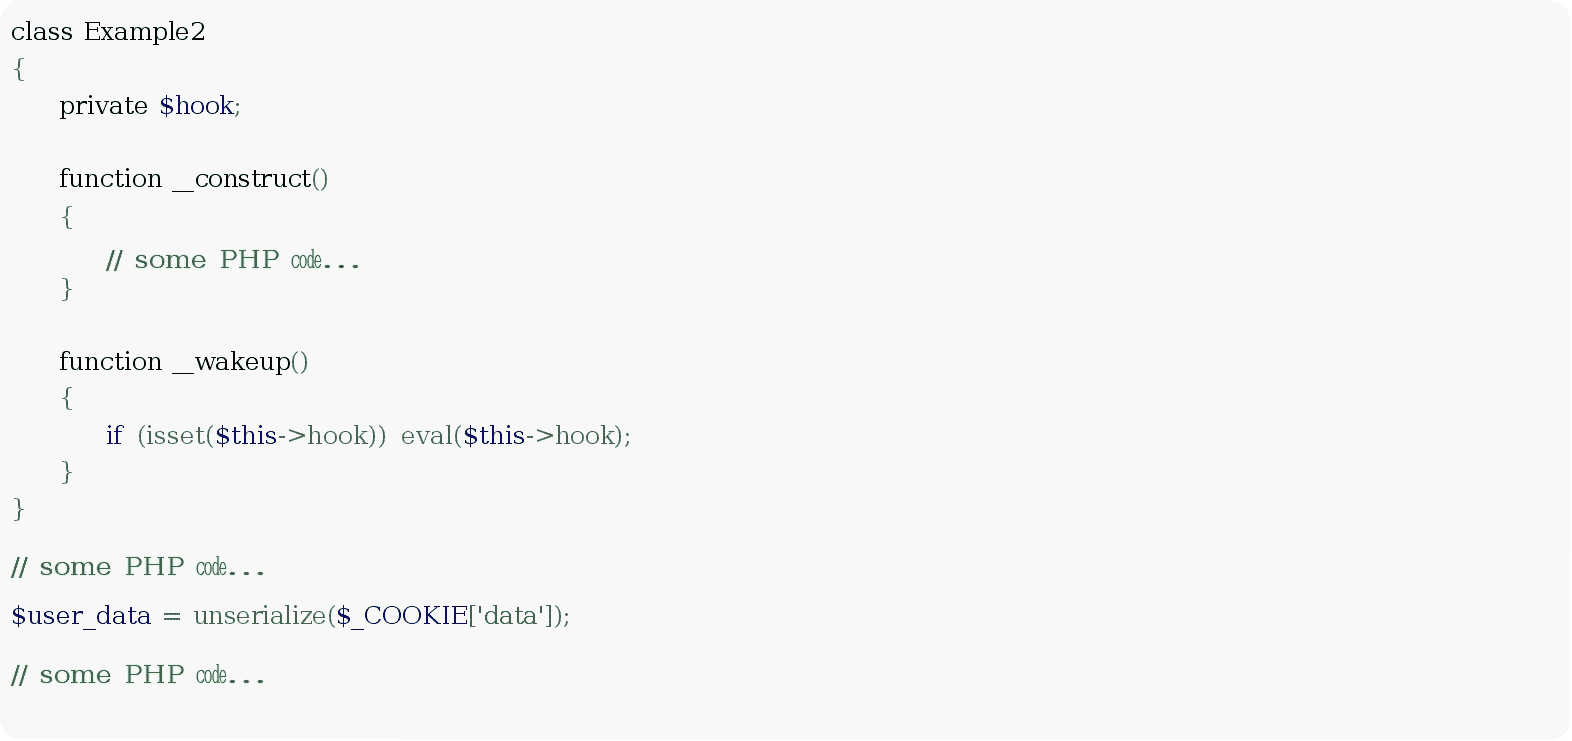 class Example2
{
private $hook;
function __construct()
{
// some PHP code...
}
function __wakeup()
{
if (isset($this->hook)) eval($this->hook);
}
}
// some PHP code...
$user_data = unserialize($_COOKIE['data']);
// some PHP code...